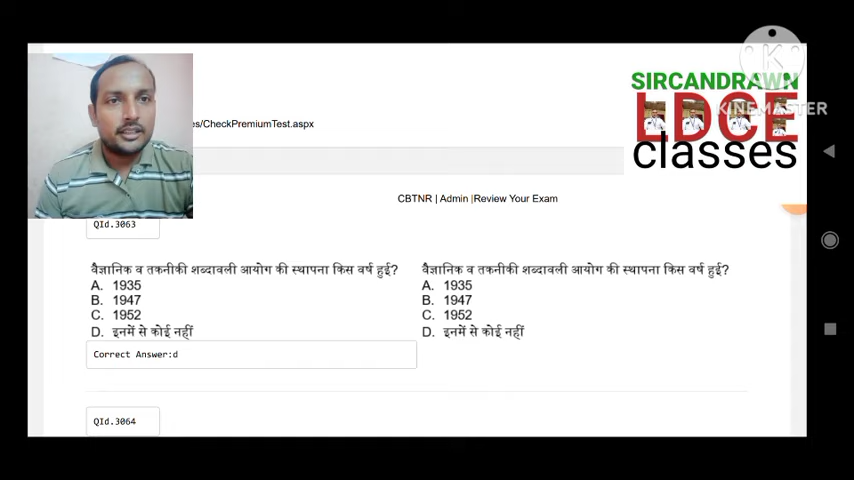 SIRCANDRAWN
KINEMASTER
LDCE
classes
es/CheckPremiumTest.aspx
CBTNR | Admin |Review Your Exam
QId.3063
वैज्ञानिक व तकनीकी शब्दावली आयोग की स्थापना किस वर्ष हुई?
A. 1935
B. 1947
C. 1952
D. इनमें से कोई नहीं
वैज्ञानिक व तकनीकी शब्दावली आयोग की स्थापना किस वर्ष हुई?
A. 1935
B. 1947
C. 1952
D. इनमें से कोई नहीं
Correct Answer:d
QId.3064